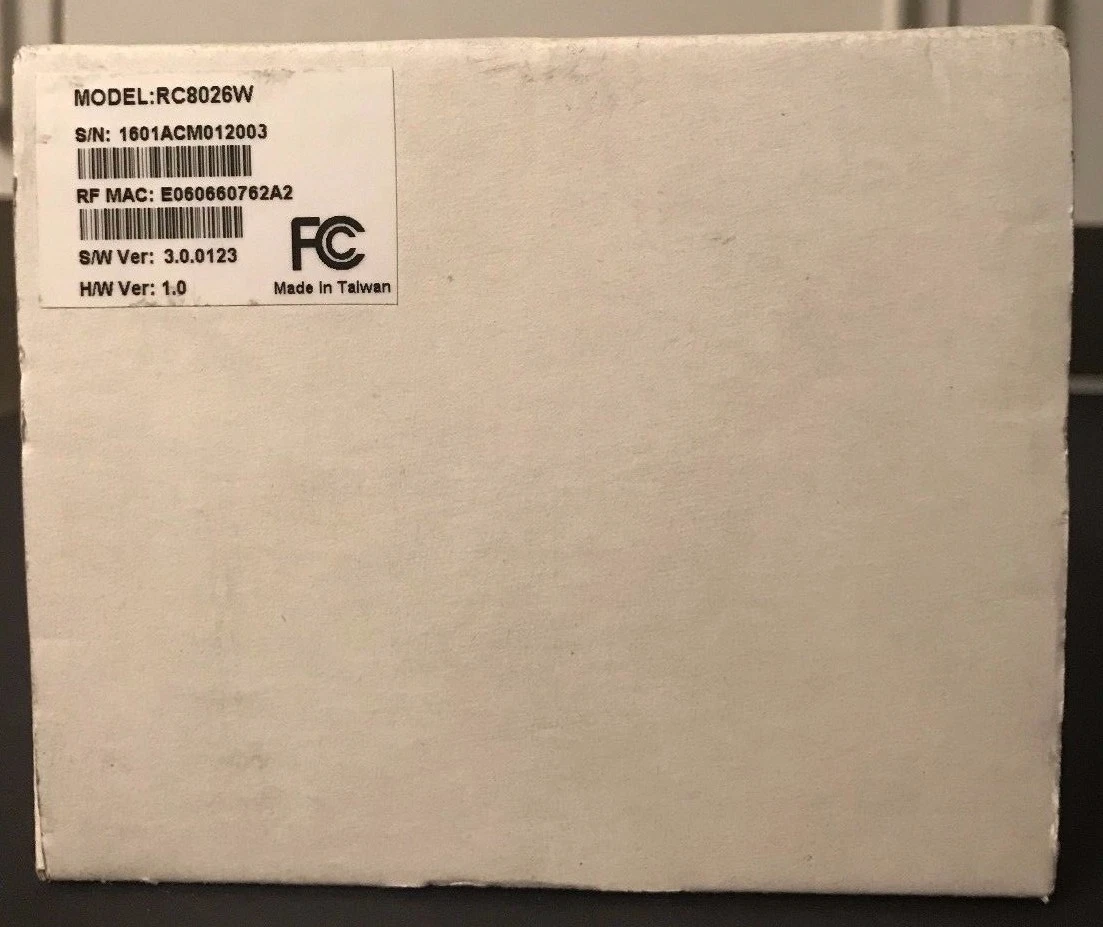 MODEL:RC8026W
S/N: 1601ACM012003
RF MAC: E060660762A2
S/W Ver: 3.0.0123
H/W Ver: 1.0
FC
Made In Taiwan